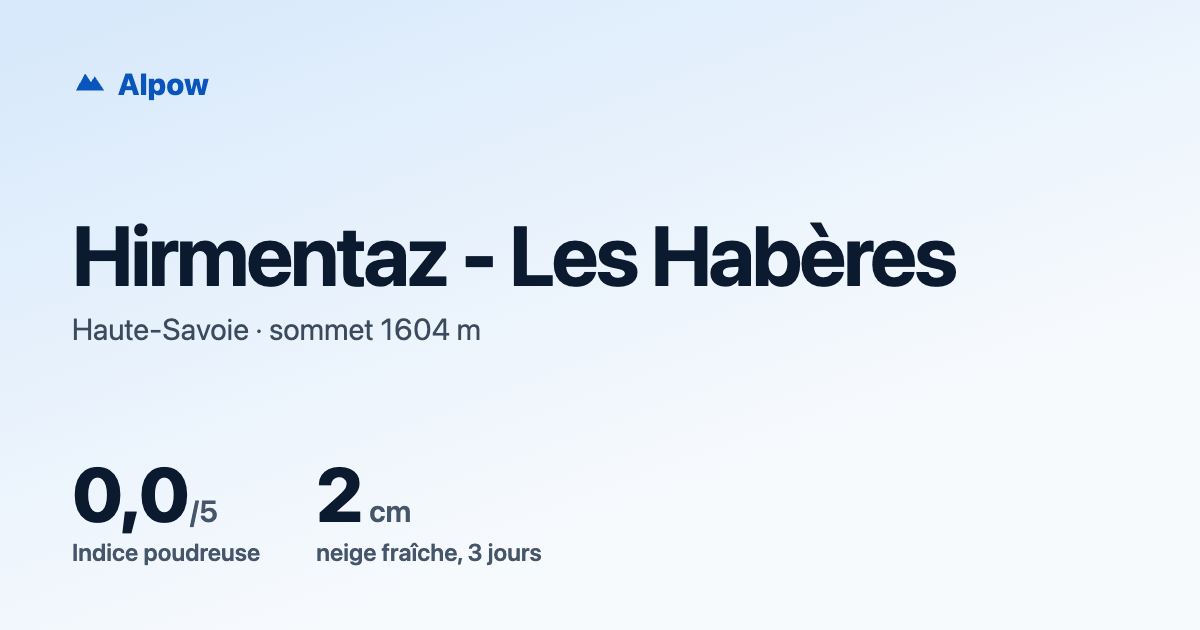 Alpow
Hirmentaz - Les Habères
Haute-Savoie · sommet 1604 m
0,0/5 2 cm
Indice poudreuse neige fraîche, 3 jours